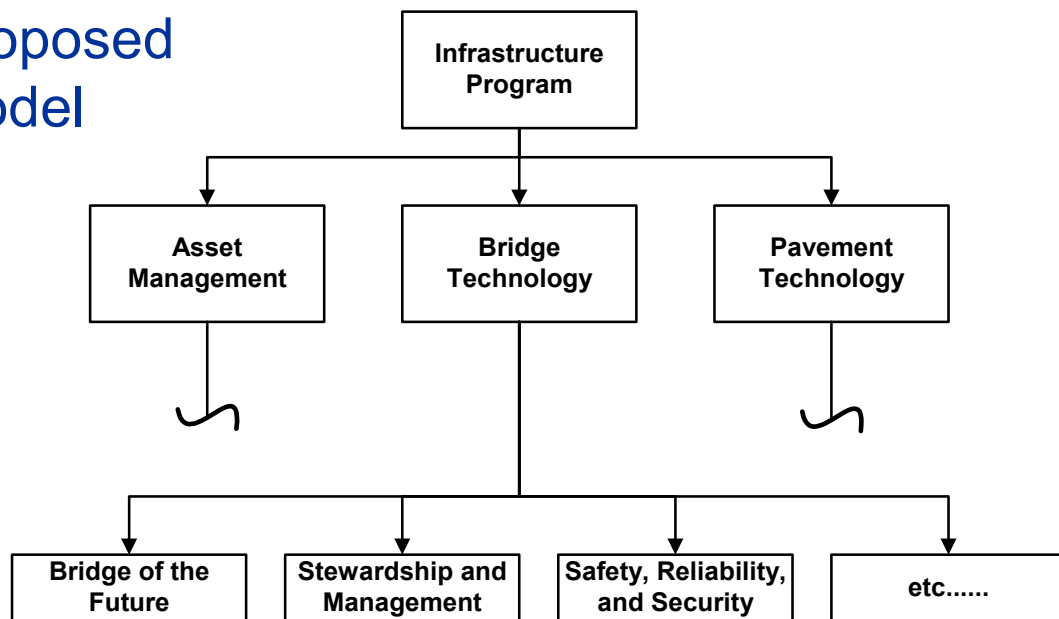 oposed
odel
Infrastructure
Program
Asset
Management
Bridge
Technology
Pavement
Technology
Bridge of the
Future
Stewardship and
Management
Safety, Reliability,
and Security
etc......